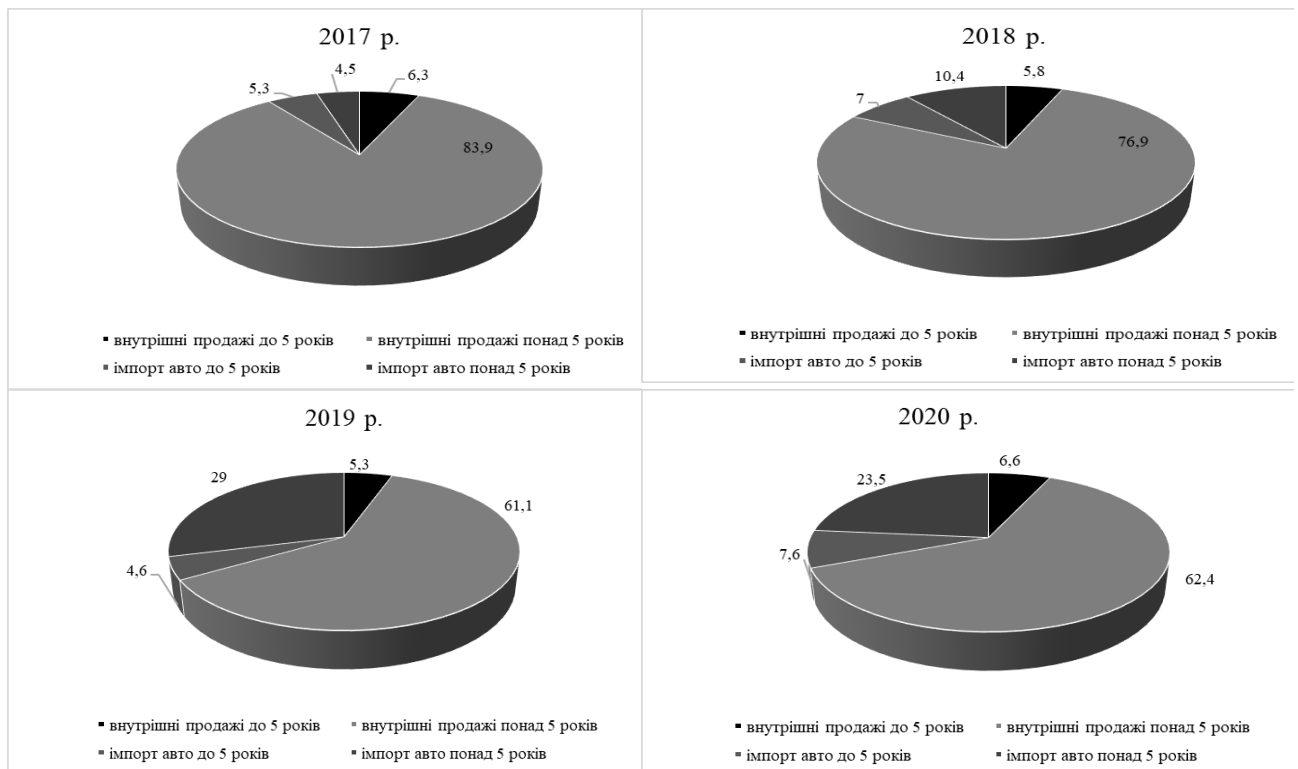 2017 р.
4,5
6,3
5,3
83,9
▪ внутрішні продажі до 5 років ▪ внутрішні продажі понад 5 років
▪ імпорт авто до 5 років ▪ імпорт авто понад 5 років
2018 р.
10,4
5,8
7
76,9
▪ внутрішні продажі до 5 років ▪ внутрішні продажі понад 5 років
▪ імпорт авто до 5 років ▪ імпорт авто понад 5 років
2019 р.
5,3
29
61,1
4,6
▪ внутрішні продажі до 5 років ▪ внутрішні продажі понад 5 років
▪ імпорт авто до 5 років ▪ імпорт авто понад 5 років
2020 р.
6,6
23,5
7,6
62,4
▪ внутрішні продажі до 5 років ▪ внутрішні продажі понад 5 років
▪ імпорт авто до 5 років ▪ імпорт авто понад 5 років